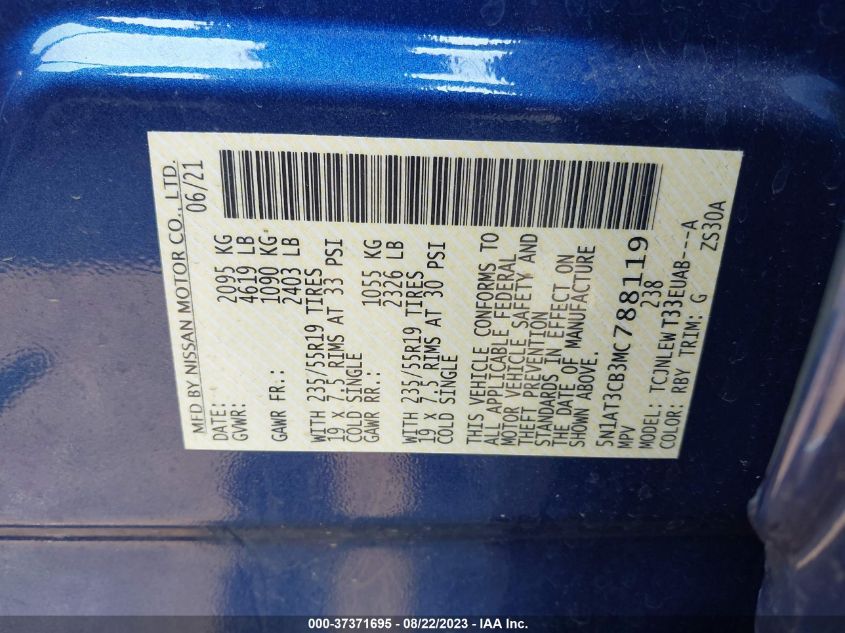 MFD BY NISSAN MOTOR CO., LTD.
DATE: 06/21
GVWR: 2095 KG
4619 LB
GAWR FR.: 1090 KG
2403 LB
WITH 235/55R19 TIRES
19 X 7.5 RIMS AT 33 PSI
COLD SINGLE
GAWR RR.: 1055 KG
2326 LB
WITH 235/55R19 TIRES
19 X 7.5 RIMS AT 30 PSI
COLD SINGLE
THIS VEHICLE CONFORMS TO
ALL APPLICABLE FEDERAL
MOTOR VEHICLE SAFETY AND
THEFT PREVENTION
STANDARDS IN EFFECT ON
THE DATE OF MANUFACTURE
SHOWN ABOVE.
5N1AT3CB3MC788119
MPV 238
MODEL: TCJNLEW T33EUAB---A
COLOR: RBY TRIM: G ZS30A
000-37371695 - 08/22/2023 - IAA Inc.